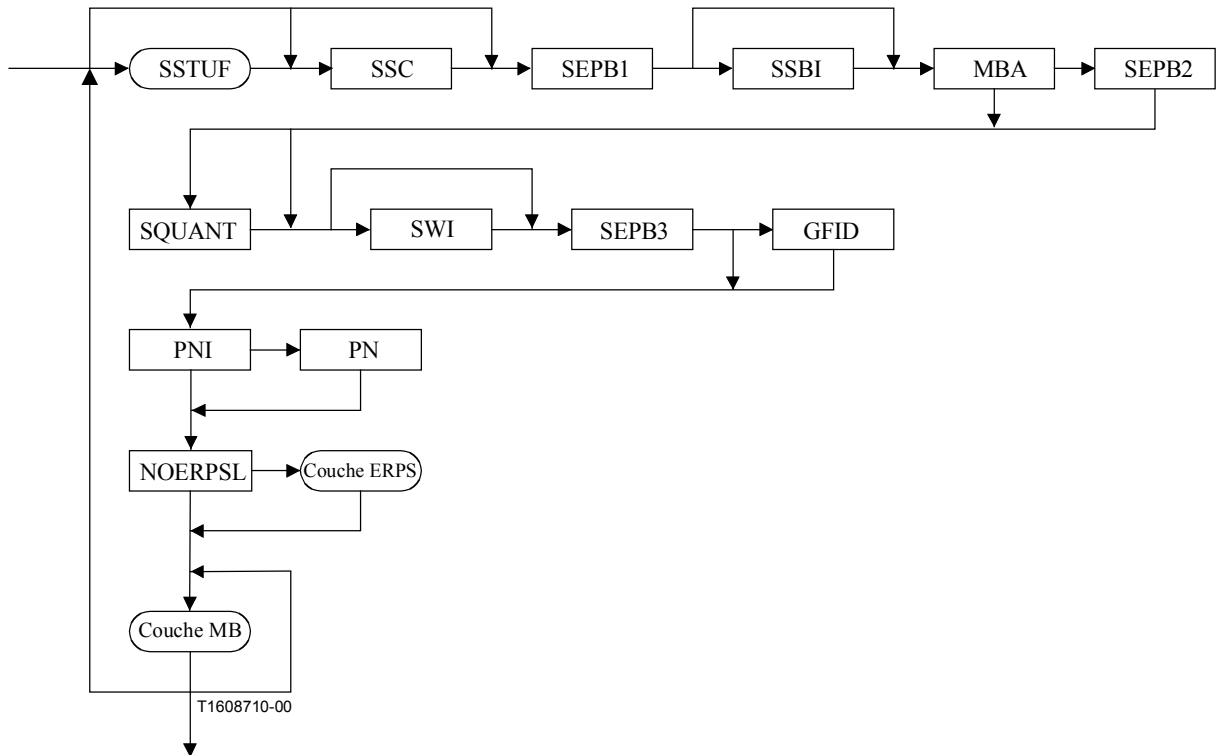 SSTUF
SSC
SEPB1
SSBI
MBA
SEPB2
SQUANT
SWI
SEPB3
GFID
PNI
PN
NOERPSL
Couche ERPS
Couche MB
T1608710-00